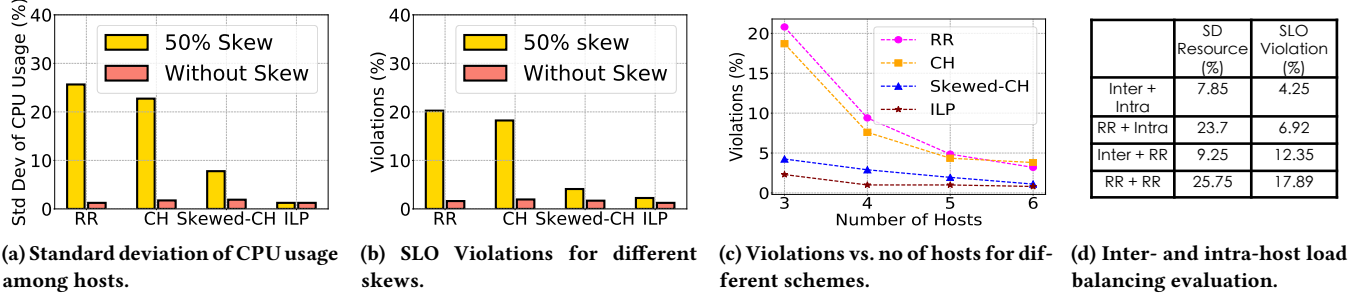 Std Dev of CPU Usage (%)
40
30
20
10
0
50% Skew
Without Skew
RR
CH
Skewed-CH
ILP
(a) Standard deviation of CPU usage
among hosts.
Violations (%)
40
30
20
10
0
50% skew
Without Skew
RR
CH
Skewed-CH
ILP
(b) SLO Violations for different
skews.
Violations (%)
20
15
10
5
0
RR
CH
Skewed-CH
ILP
3
4
5
6
Number of Hosts
(c) Violations vs. no of hosts for dif-
ferent schemes.
SD
Resource
(%)
SLO
Violation
(%)
Inter +
Intra
7.85
4.25
RR + Intra
23.7
6.92
Inter + RR
9.25
12.35
RR + RR
25.75
17.89
(d) Inter- and intra-host load
balancing evaluation.